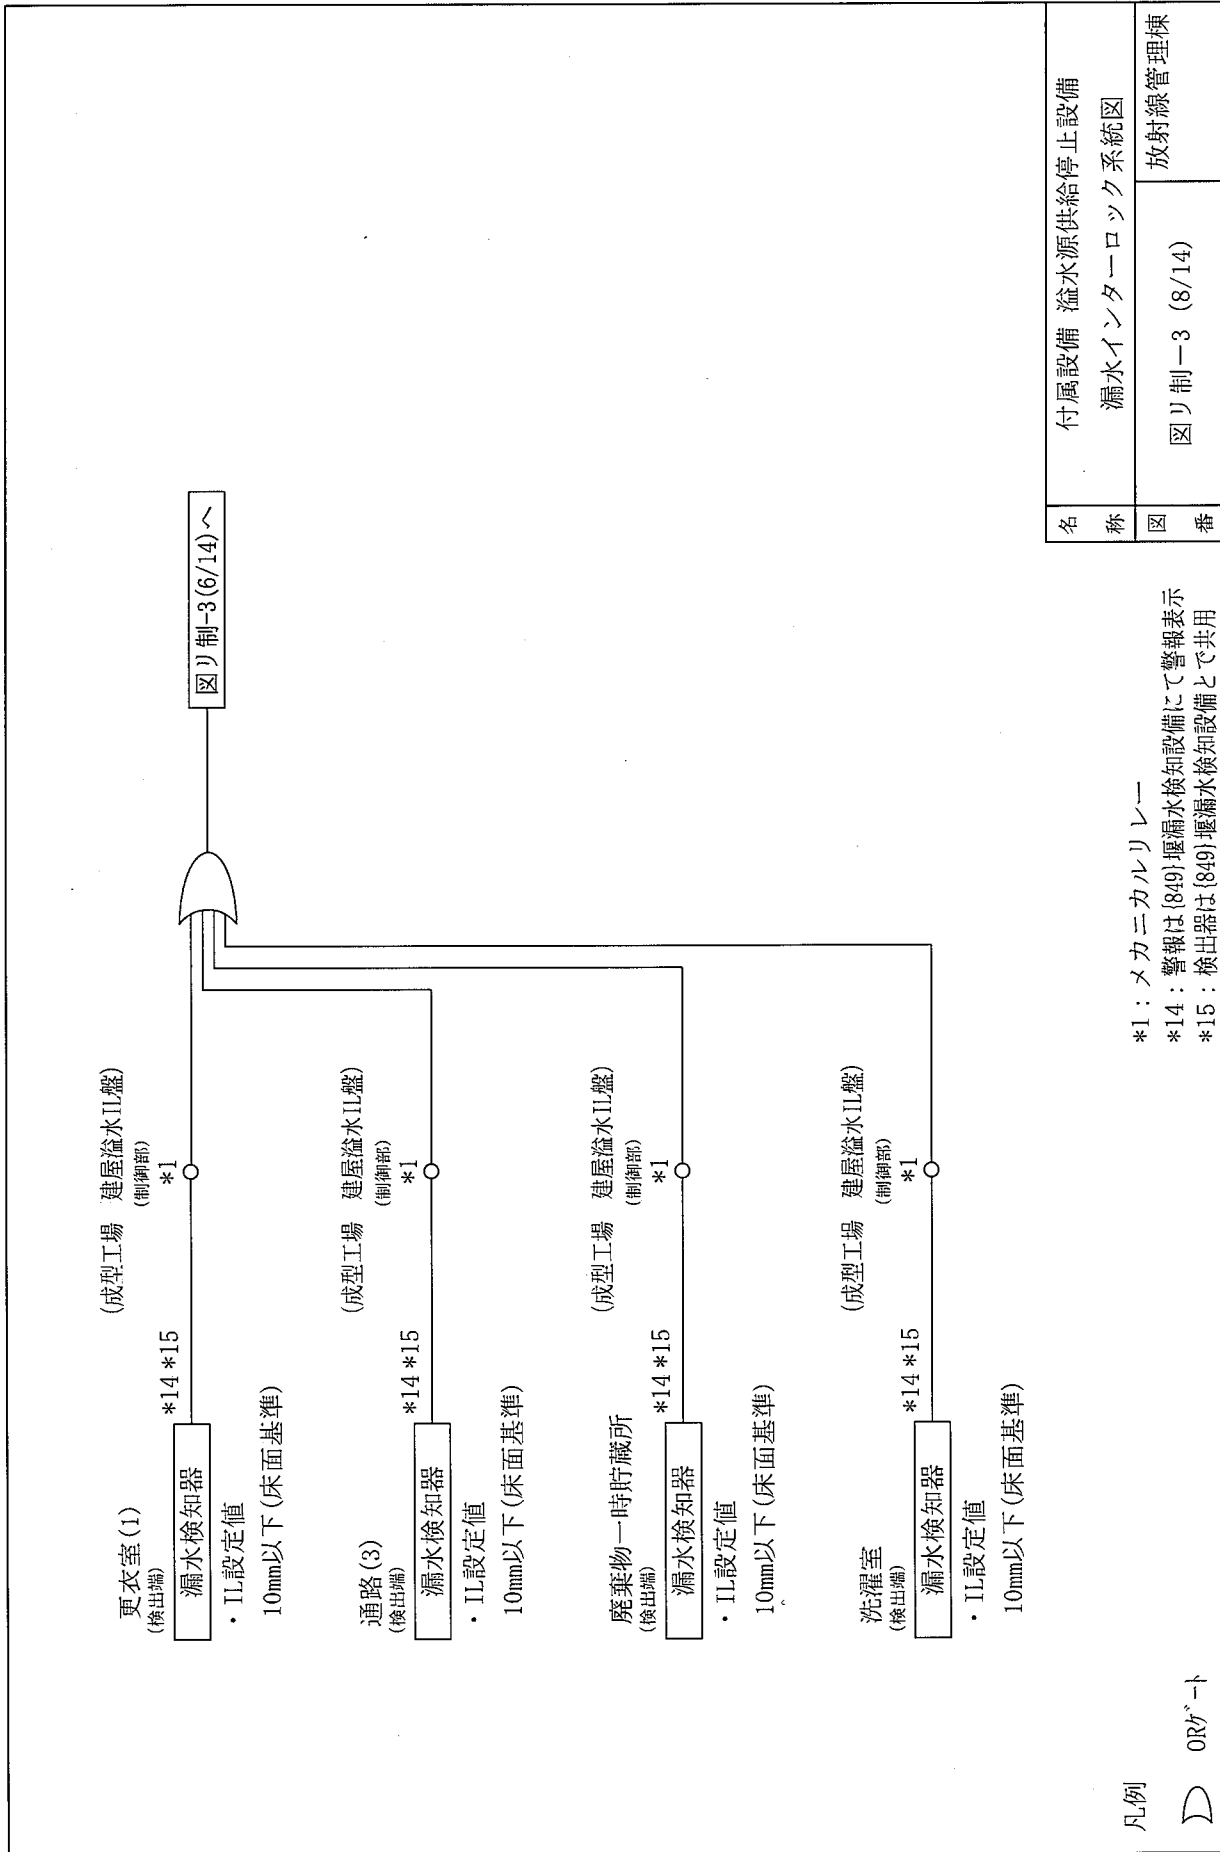 更衣室(1)
(検出端)
漏水検知器
*14 *15
・IL設定値
10mm以下(床面基準)
(成型工場　建屋溢水IL盤)
(制御部)
*1
通路(3)
(検出端)
漏水検知器
*14 *15
・IL設定値
10mm以下(床面基準)
(成型工場　建屋溢水IL盤)
(制御部)
*1
廃棄物一時貯蔵所
(検出端)
漏水検知器
*14 *15
・IL設定値
10mm以下(床面基準)
(成型工場　建屋溢水IL盤)
(制御部)
*1
洗濯室
(検出端)
漏水検知器
*14 *15
・IL設定値
10mm以下(床面基準)
(成型工場　建屋溢水IL盤)
(制御部)
*1
図リ制-3(6/14)へ
凡例
ORゲート
*1：メカニカルリレー
*14：警報は{849}堰漏水検知設備にて警報表示
*15：検出器は{849}堰漏水検知設備とで共用
名称
付属設備 溢水源供給停止設備
漏水インターロック系統図
図番
図リ制－3 (8/14)
放射線管理棟